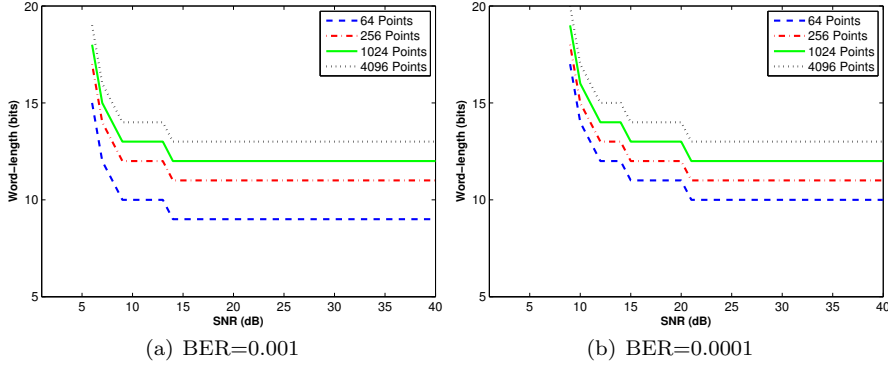 20
15
10
5
Word-length (bits)
5 10 15 20 25 30 35 40
SNR (dB)
64 Points
256 Points
1024 Points
4096 Points
(a) BER=0.001
20
15
10
5
Word-length (bits)
5 10 15 20 25 30 35 40
SNR (dB)
64 Points
256 Points
1024 Points
4096 Points
(b) BER=0.0001